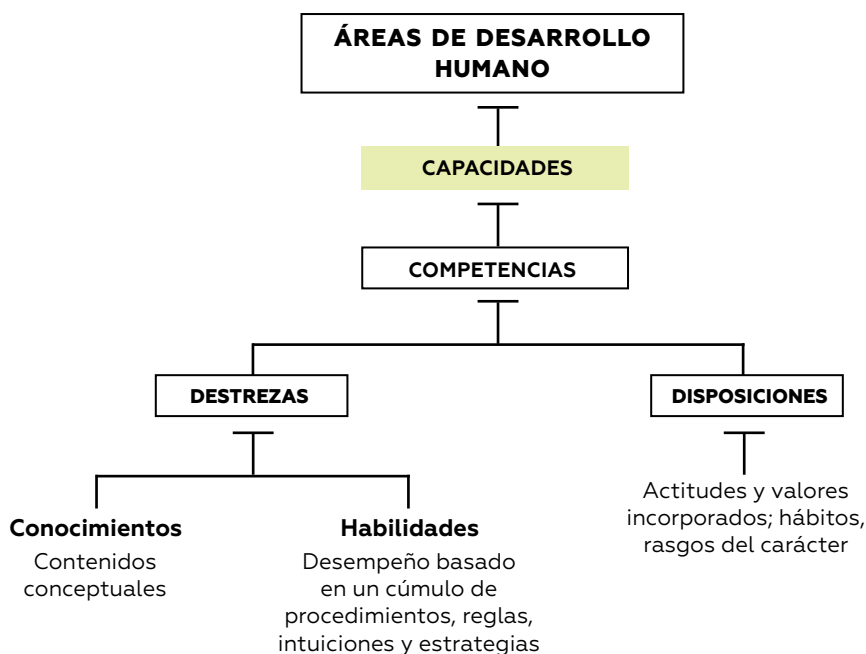 ÁREAS DE DESARROLLO
HUMANO
CAPACIDADES
COMPETENCIAS
DESTREZAS
DISPOSICIONES
Conocimientos
Contenidos
conceptuales
Habilidades
Desempeño basado
en un cúmulo de
procedimientos, reglas,
intuiciones y estrategias
Actitudes y valores
incorporados; hábitos,
rasgos del carácter